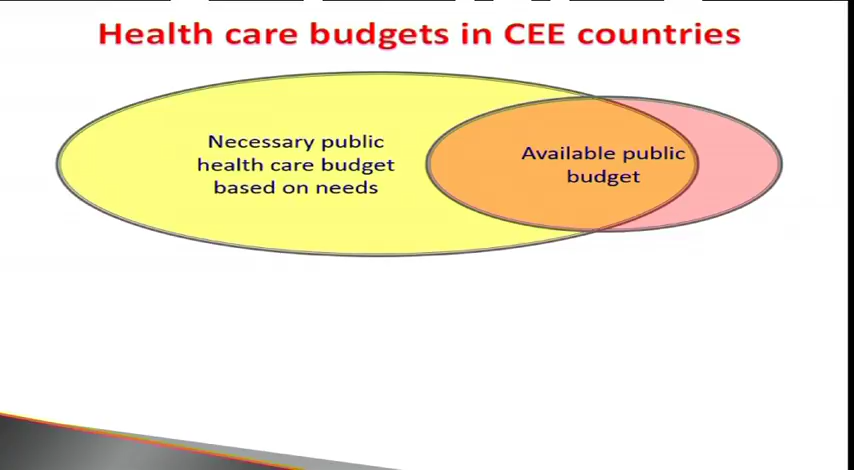 Health care budgets in CEE countries
Necessary public
health care budget
based on needs
Available public
budget